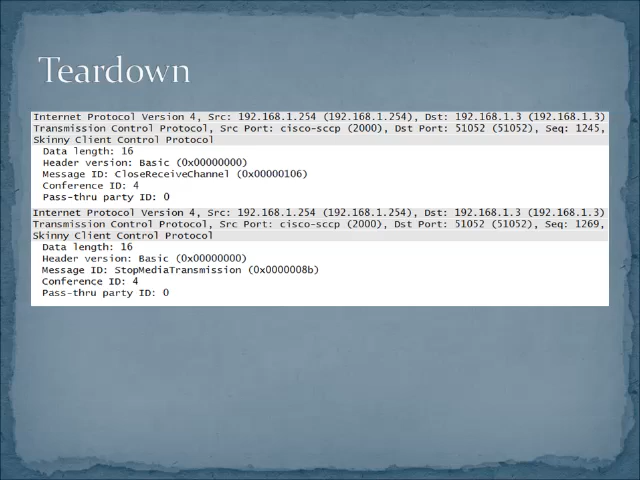 Teardown
Internet Protocol Version 4, Src: 192.168.1.254 (192.168.1.254), Dst: 192.168.1.3 (192.168.1.3)
Transmission Control Protocol, Src Port: cisco-sccp (2000), Dst Port: 51052 (51052), Seq: 1245,
Skinny Client Control Protocol
Data length: 16
Header version: Basic (0x00000000)
Message ID: CloseReceiveChannel (0x00000106)
Conference ID: 4
Pass-thru party ID: 0
Internet Protocol Version 4, Src: 192.168.1.254 (192.168.1.254), Dst: 192.168.1.3 (192.168.1.3)
Transmission Control Protocol, Src Port: cisco-sccp (2000), Dst Port: 51052 (51052), Seq: 1269,
Skinny Client Control Protocol
Data length: 16
Header version: Basic (0x00000000)
Message ID: StopMediaTransmission (0x0000008b)
Conference ID: 4
Pass-thru party ID: 0